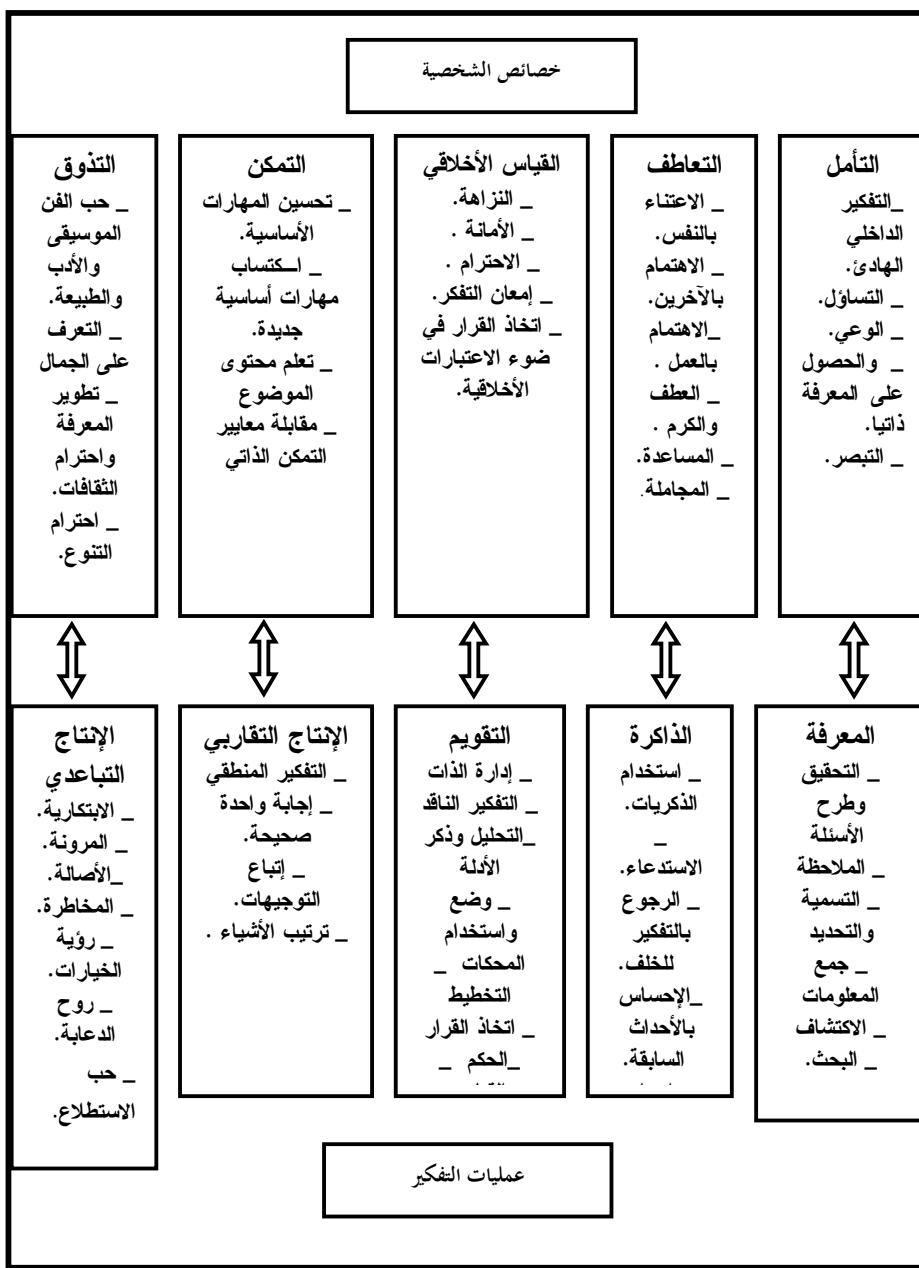 خصائص الشخصية
التأمل
_التفكير
الداخلي
الهادئ.
_ التساؤل.
_ الوعي.
_ والحصول
على المعرفة
ذاتيا.
_ التبصر.
التعاطف
_ الاعتناء
بالنفس.
_ الاهتمام
بالآخرين.
_الاهتمام
بالعمل .
_ العطف
والكرم .
_ المساعدة.
_ المجاملة.
القياس الأخلاقي
_ النزاهة.
_ الأمانة .
_ الاحترام .
_ إمعان التفكر.
_ اتخاذ القرار في
ضوء الاعتبارات
الأخلاقية.
التمكن
_ تحسين المهارات
الأساسية.
_ اكتساب
مهارات أساسية
جديدة.
_ تعلم محتوى
الموضوع
_ مقابلة معايير
التمكن الذاتي
التذوق
_ حب الفن
الموسيقى
والأدب
والطبيعة.
_ التعرف
على الجمال
_ تطوير
المعرفة
واحترام
الثقافات.
_ احترام
التنوع.
المعرفة
_ التحقيق
وطرح
الأسئلة
_ الملاحظة
_ التسمية
والتحديد
_ جمع
المعلومات
_ الاكتشاف
_ البحث.
الذاكرة
_ استخدام
الذكريات.
_
الاستدعاء.
_ الرجوع
بالتفكير
للخلف.
_الإحساس
بالأحداث
السابقة.
التقويم
_ إدارة الذات
_ التفكير الناقد
_التحليل وذكر
الأدلة
_ وضع
واستخدام
المحكات _
التخطيط
_ اتخاذ القرار
_الحكم _
الإنتاج التقاربي
_ التفكير المنطقي
_ إجابة واحدة
صحيحة.
_ إتباع
التوجيهات.
_ ترتيب الأشياء .
الإنتاج
التباعدي
_ الابتكارية.
_ المرونة.
_الأصالة.
_ المخاطرة.
_ رؤية
الخيارات.
_ روح
الدعابة.
_ حب
الاستطلاع.
عمليات التفكير